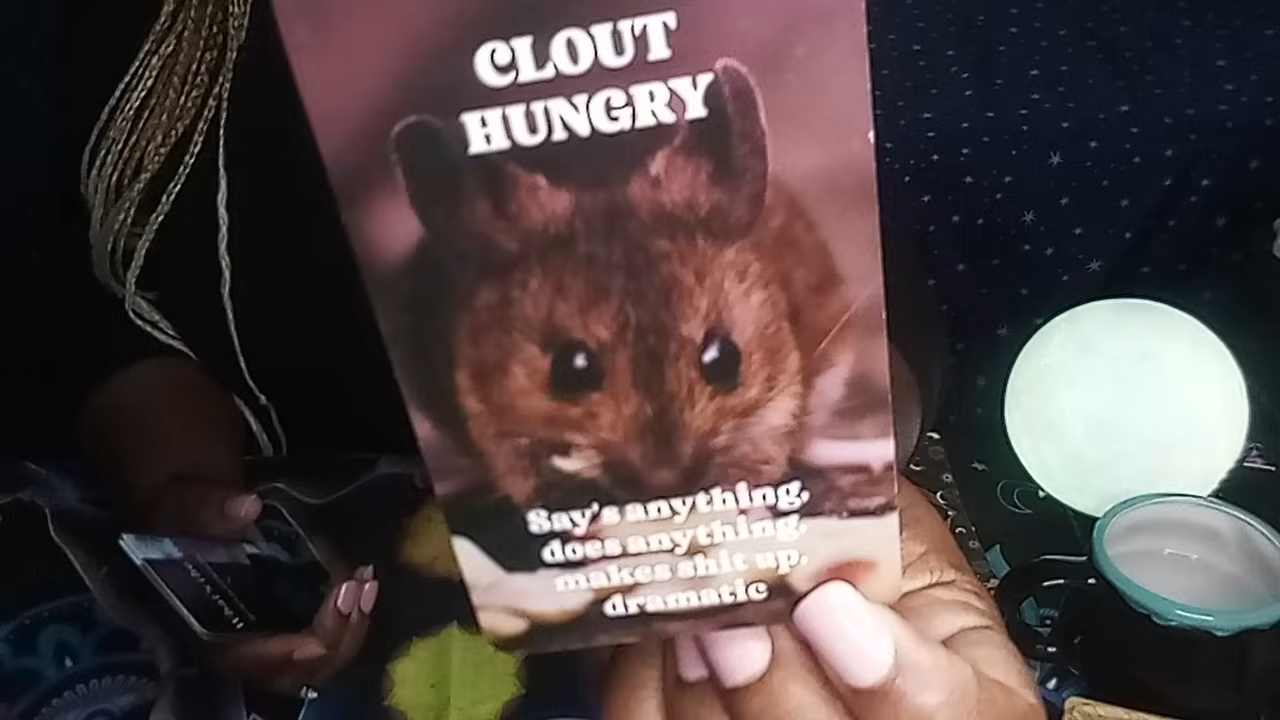 CLOUT
HUNGRY
Say's anything,
does anything,
makes shit up,
dramatic